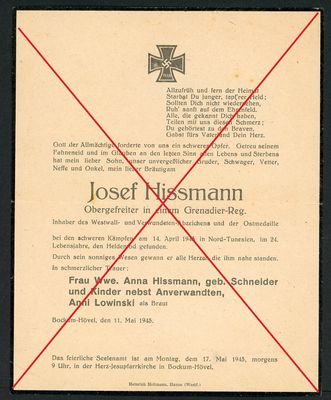 Allzufrüh und fern der Heimat
Starbst Du junger, tapfrer Held;
Sollten Dich nicht wiedersehen,
Ruh' sanft auf dem Ehrenfeld.
Alle, die gekannt Dich haben,
Teilen mit uns diesen Schmerz;
Du gehörtest zu den Braven,
Gabst fürs Vaterland Dein Herz.
Gott der Allmächtige forderte von uns ein schweres Opfer. Getreu seinem
Fahneneid und im Glauben an den letzten Sinn alles Lebens und Sterbens
hat mein lieber Sohn, unser unvergeßlicher Bruder, Schwager, Vetter,
Neffe und Onkel, mein lieber Bräutigam
Josef Hissmann
Obergefreiter in einem Grenadier-Reg.
Inhaber des Westwall- und Verwundeten-Abzeichens und der Ostmedaille
bei den schweren Kämpfen am 14. April 1943 in Nord-Tunesien, im 24.
Lebensjahre, den Heldentod gefunden.
Durch sein sonniges Wesen gewann er alle Herzen, die ihm nahe standen.
In schmerzlicher Trauer:
Frau Wwe. Anna Hissmann, geb. Schneider
und Kinder nebst Anverwandten,
Anni Lowinski als Braut
Bockum-Hövel, den 11. Mai 1943.
Das feierliche Seelenamt ist am Montag, dem 17. Mai 1943, morgens
9 Uhr, in der Herz-Jesupfarrkirche in Bockum-Hövel.
Heinrich Hofmann, Hamm (Westf.)